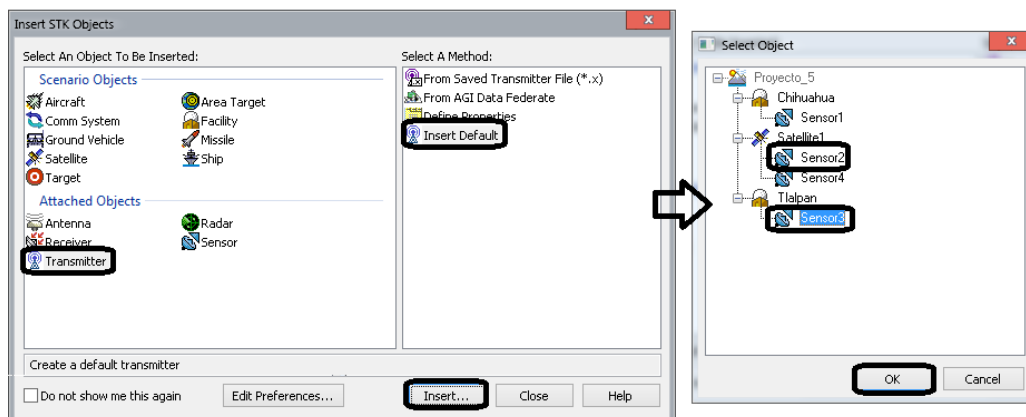 Insert STK Objects
Select An Object To Be Inserted:
Scenario Objects
Aircraft
Area Target
Comm System
Facility
Ground Vehicle
Missile
Satellite
Ship
Target
Attached Objects
Antenna
Radar
Receiver
Sensor
Transmitter
Select A Method:
From Saved Transmitter File (*.x)
From AGI Data Federate
Define Properties
Insert Default
Create a default transmitter
Do not show me this again
Edit Preferences...
Insert...
Close
Help
Select Object
Proyecto_5
Chihuahua
Sensor1
Satellite1
Sensor2
Sensor4
Tlalpan
Sensor3
OK
Cancel